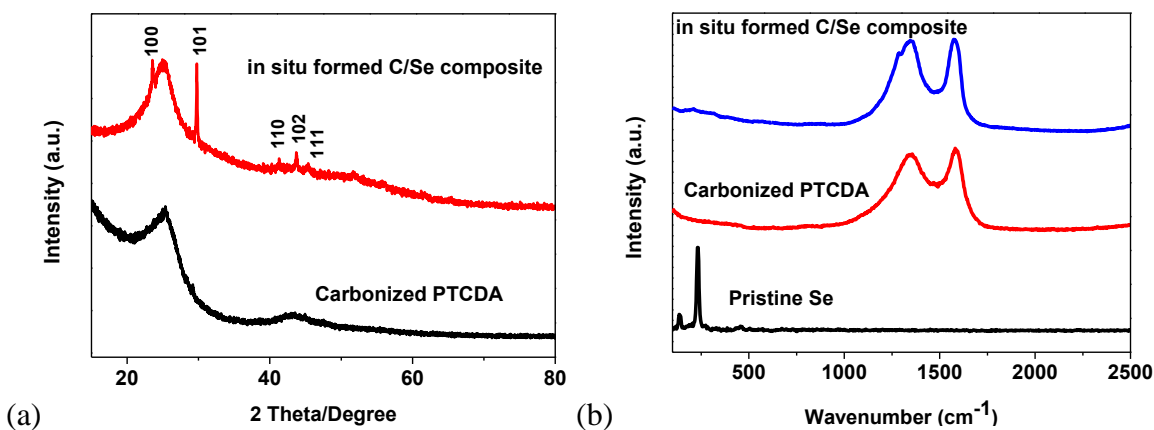 100
101
in situ formed C/Se composite
110
102
111
Carbonized PTCDA
Intensity (a.u.)
20
40
60
80
2 Theta/Degree
(a)
in situ formed C/Se composite
Carbonized PTCDA
Pristine Se
Intensity (a.u.)
500
1000
1500
2000
2500
Wavenumber (cm⁻¹)
(b)